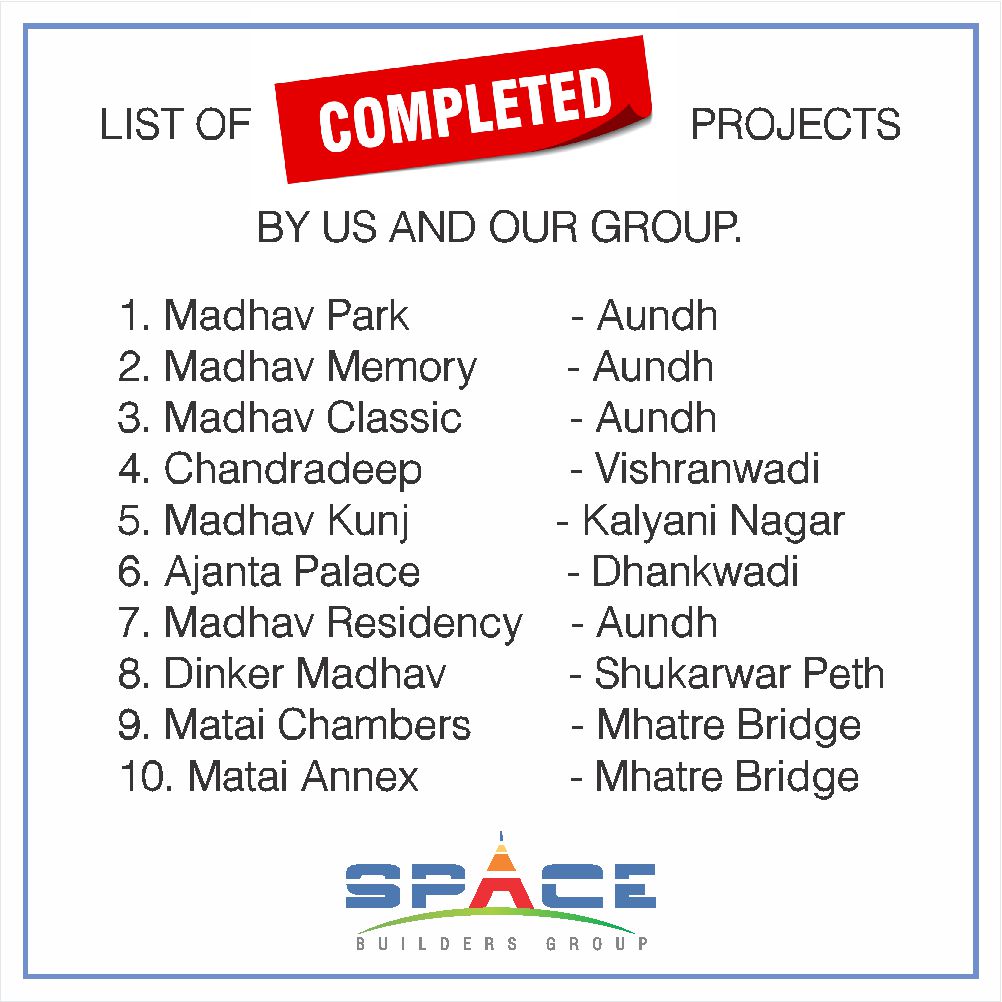 LIST OF COMPLETED PROJECTS
BY US AND OUR GROUP.
1. Madhav Park - Aundh
2. Madhav Memory - Aundh
3. Madhav Classic - Aundh
4. Chandradeep - Vishranwadi
5. Madhav Kunj - Kalyani Nagar
6. Ajanta Palace - Dhankwadi
7. Madhav Residency - Aundh
8. Dinker Madhav - Shukarwar Peth
9. Matai Chambers - Mhatre Bridge
10. Matai Annex - Mhatre Bridge
SPACE
BUILDERS GROUP